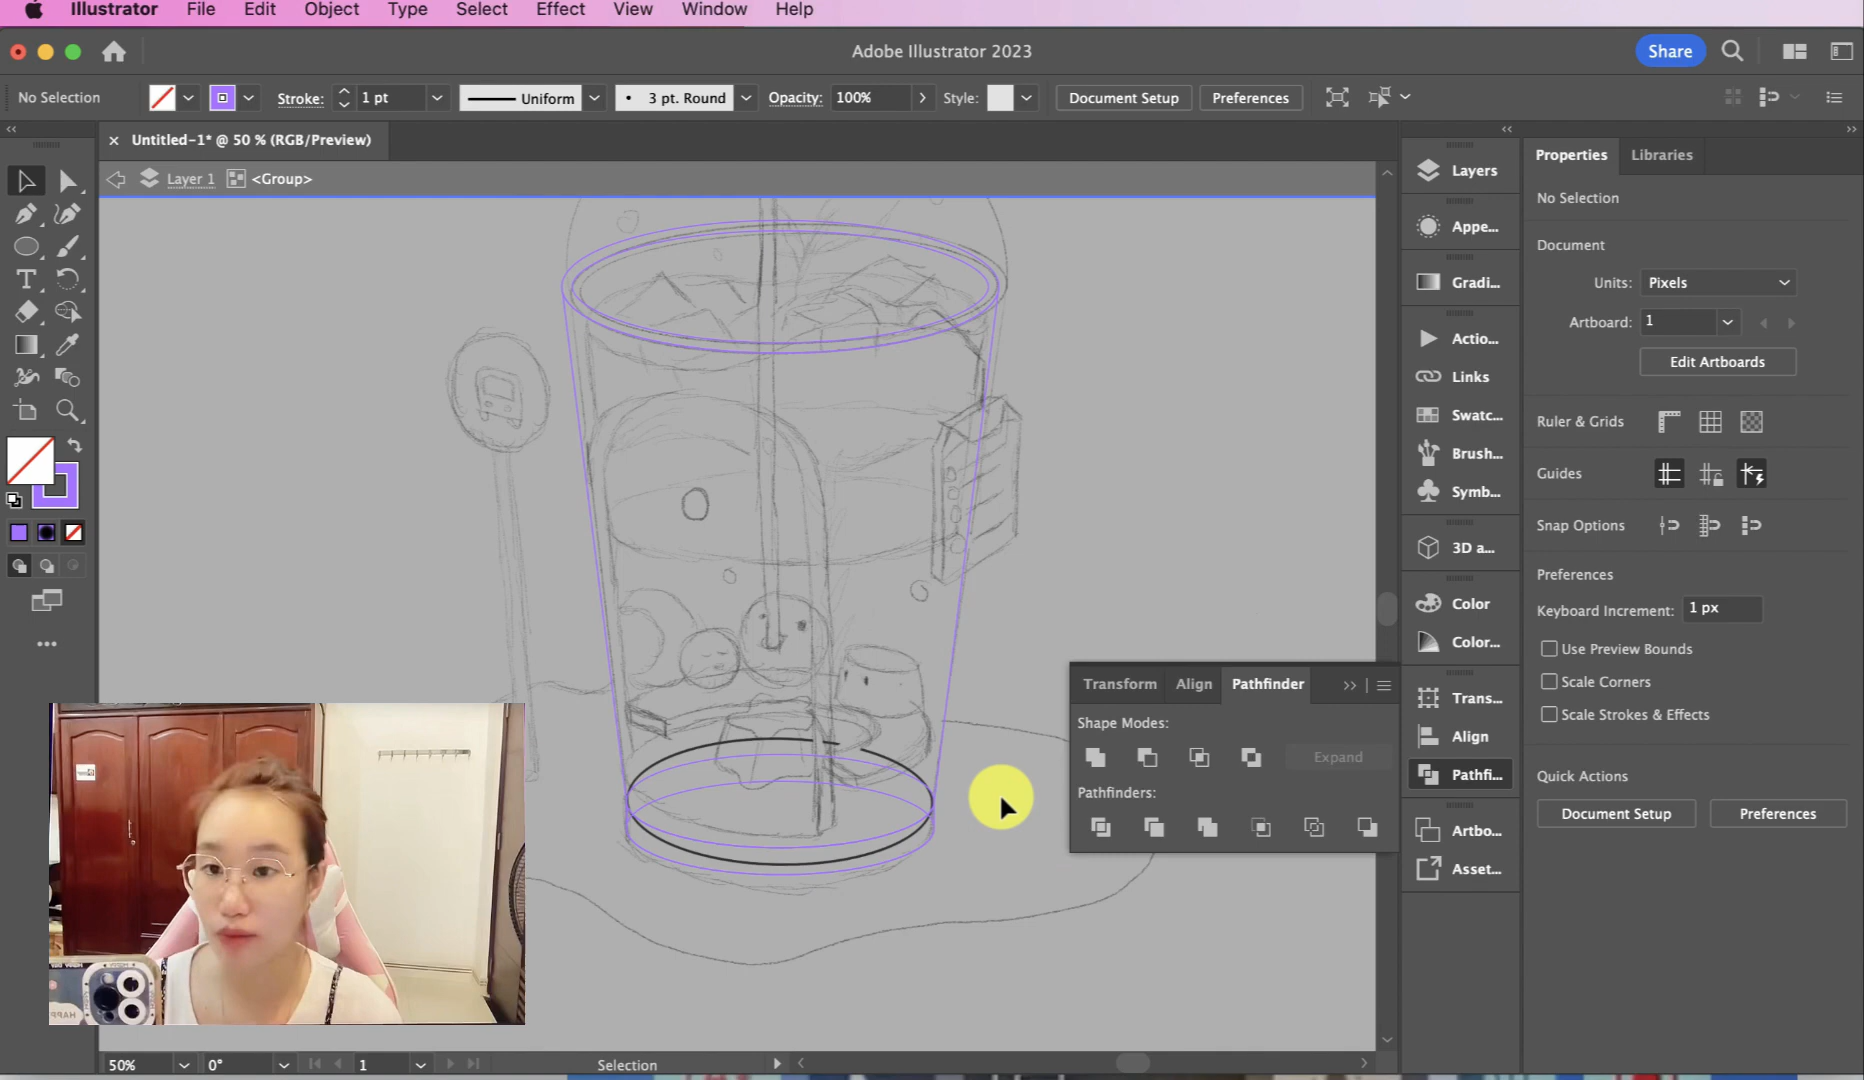 Illustrator File Edit Object Type Select Effect View Window Help
Adobe Illustrator 2023
Share
No Selection
Stroke:
1 pt
Uniform
3 pt. Round
Opacity:
100%
Style:
Document Setup
Preferences
Untitled-1* @ 50 % (RGB/Preview)
Layer 1
<Group>
Layers
Appe...
Gradi...
Actio...
Links
Swatc...
Brush...
Symb...
3D a...
Color
Color...
Trans...
Align
Pathfi...
Artbo...
Asset...
Transform
Align
Pathfinder
Shape Modes:
Expand
Pathfinders:
Properties
Libraries
No Selection
Document
Units:
Pixels
Artboard:
1
Edit Artboards
Ruler & Grids
Guides
Snap Options
Preferences
Keyboard Increment:
1 px
Use Preview Bounds
Scale Corners
Scale Strokes & Effects
Quick Actions
Document Setup
Preferences
50%
0°
1
Selection